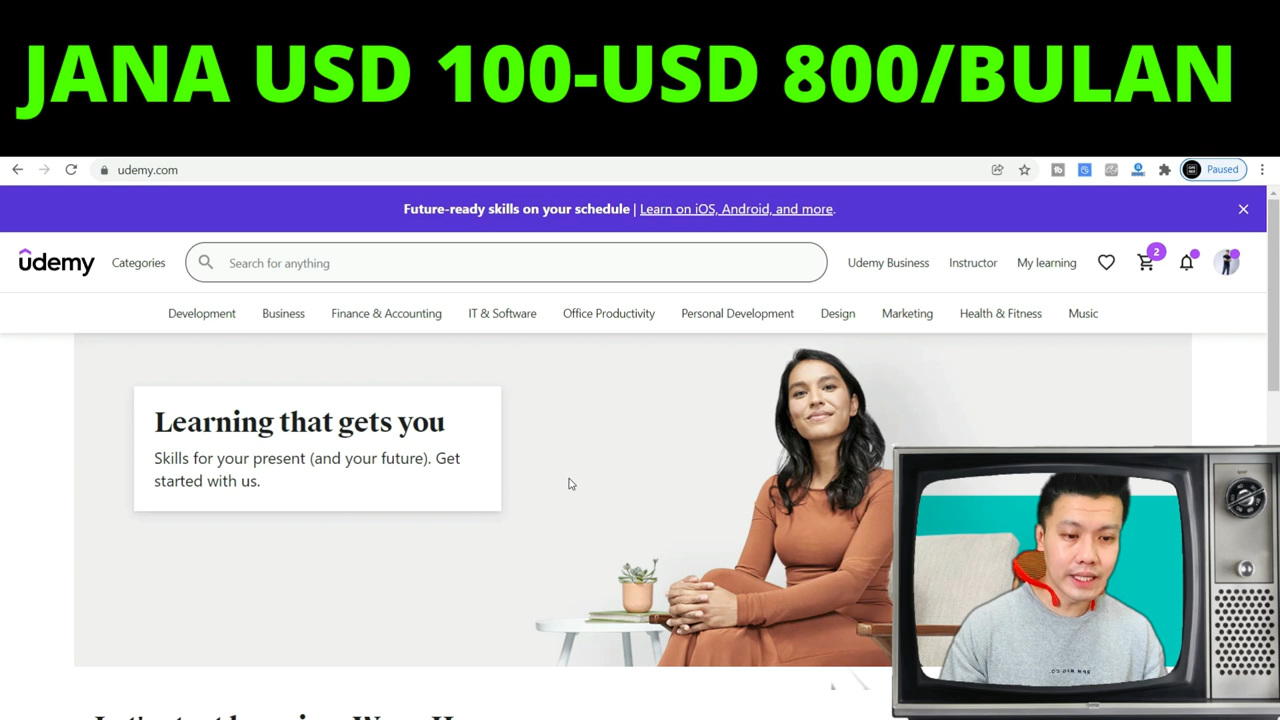 JANA USD 100-USD 800/BULAN
udemy.com
Paused
Future-ready skills on your schedule | Learn on iOS, Android, and more.
udemy
Categories
Search for anything
Udemy Business
Instructor
My learning
2
Development
Business
Finance & Accounting
IT & Software
Office Productivity
Personal Development
Design
Marketing
Health & Fitness
Music
Learning that gets you
Skills for your present (and your future). Get
started with us.